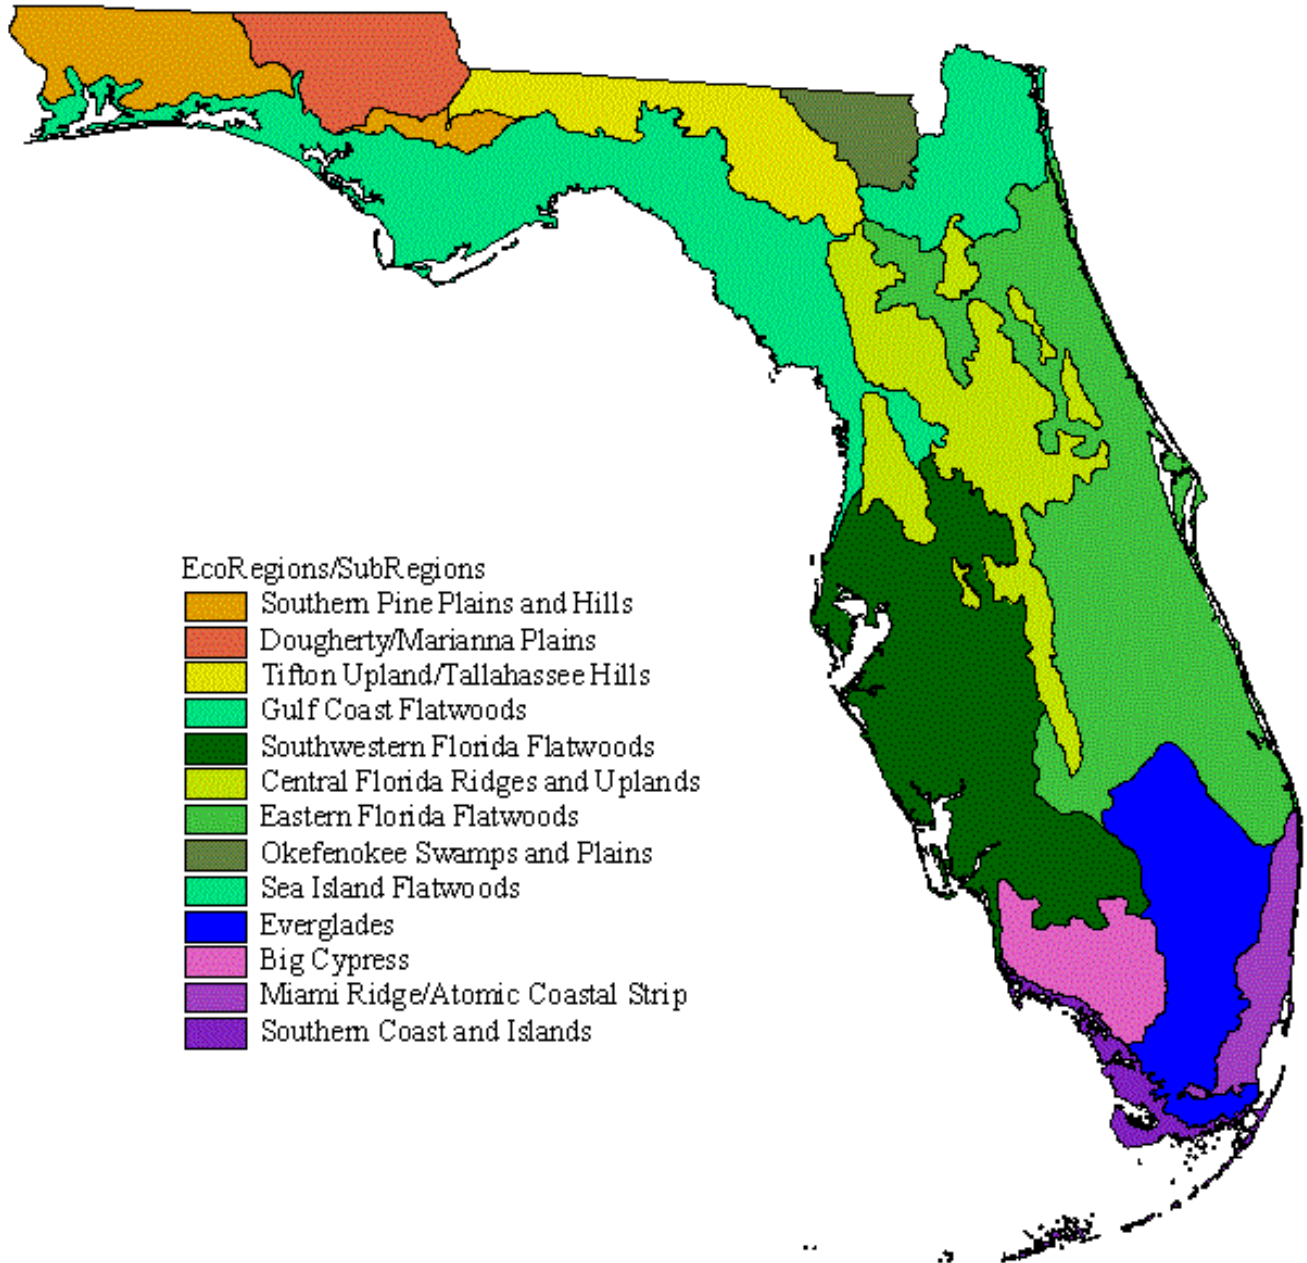 EcoRegions/SubRegions
Southern Pine Plains and Hills
Dougherty/Marianna Plains
Tifton Upland/Tallahassee Hills
Gulf Coast Flatwoods
Southwestern Florida Flatwoods
Central Florida Ridges and Uplands
Eastern Florida Flatwoods
Okefenokee Swamps and Plains
Sea Island Flatwoods
Everglades
Big Cypress
Miami Ridge/Atomic Coastal Strip
Southern Coast and Islands